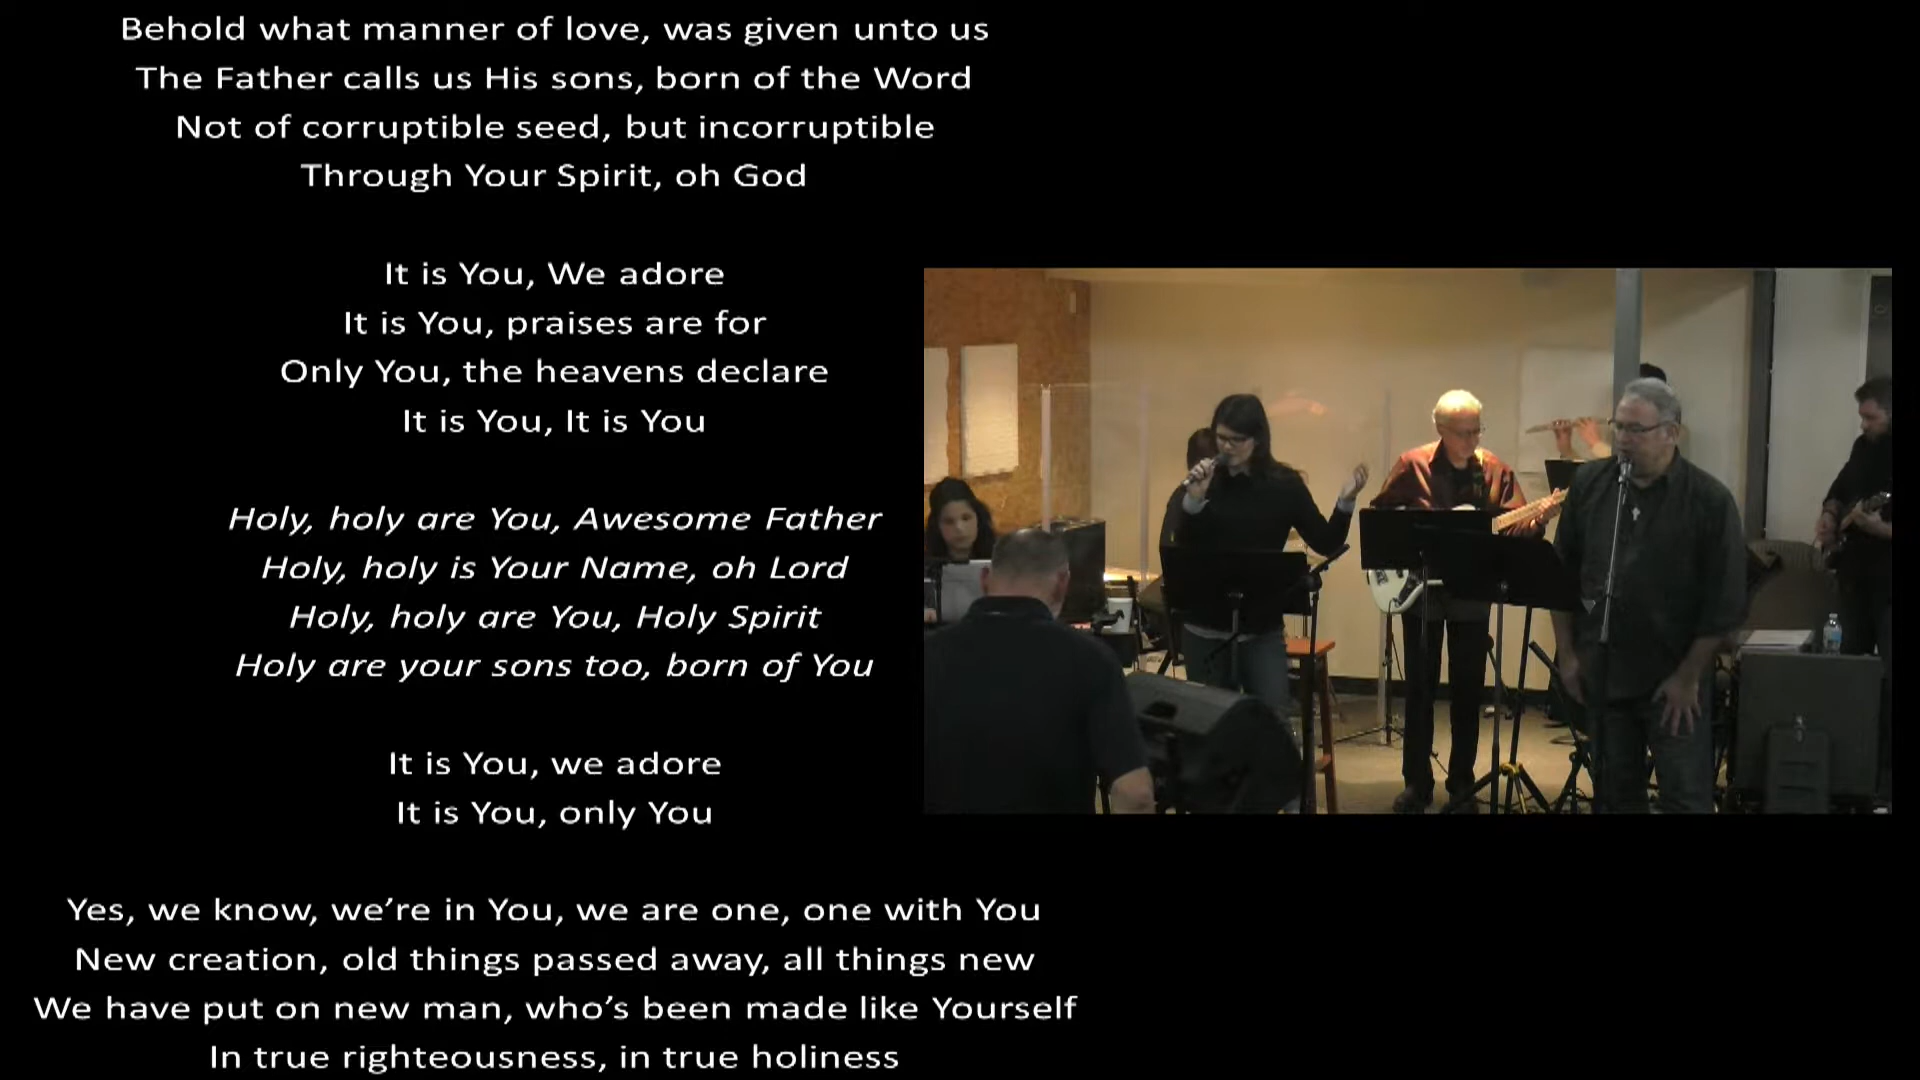 Behold what manner of love, was given unto us
The Father calls us His sons, born of the Word
Not of corruptible seed, but incorruptible
Through Your Spirit, oh God
It is You, We adore
It is You, praises are for
Only You, the heavens declare
It is You, It is You
Holy, holy are You, Awesome Father
Holy, holy is Your Name, oh Lord
Holy, holy are You, Holy Spirit
Holy are your sons too, born of You
It is You, we adore
It is You, only You
Yes, we know, we’re in You, we are one, one with You
New creation, old things passed away, all things new
We have put on new man, who’s been made like Yourself
In true righteousness, in true holiness